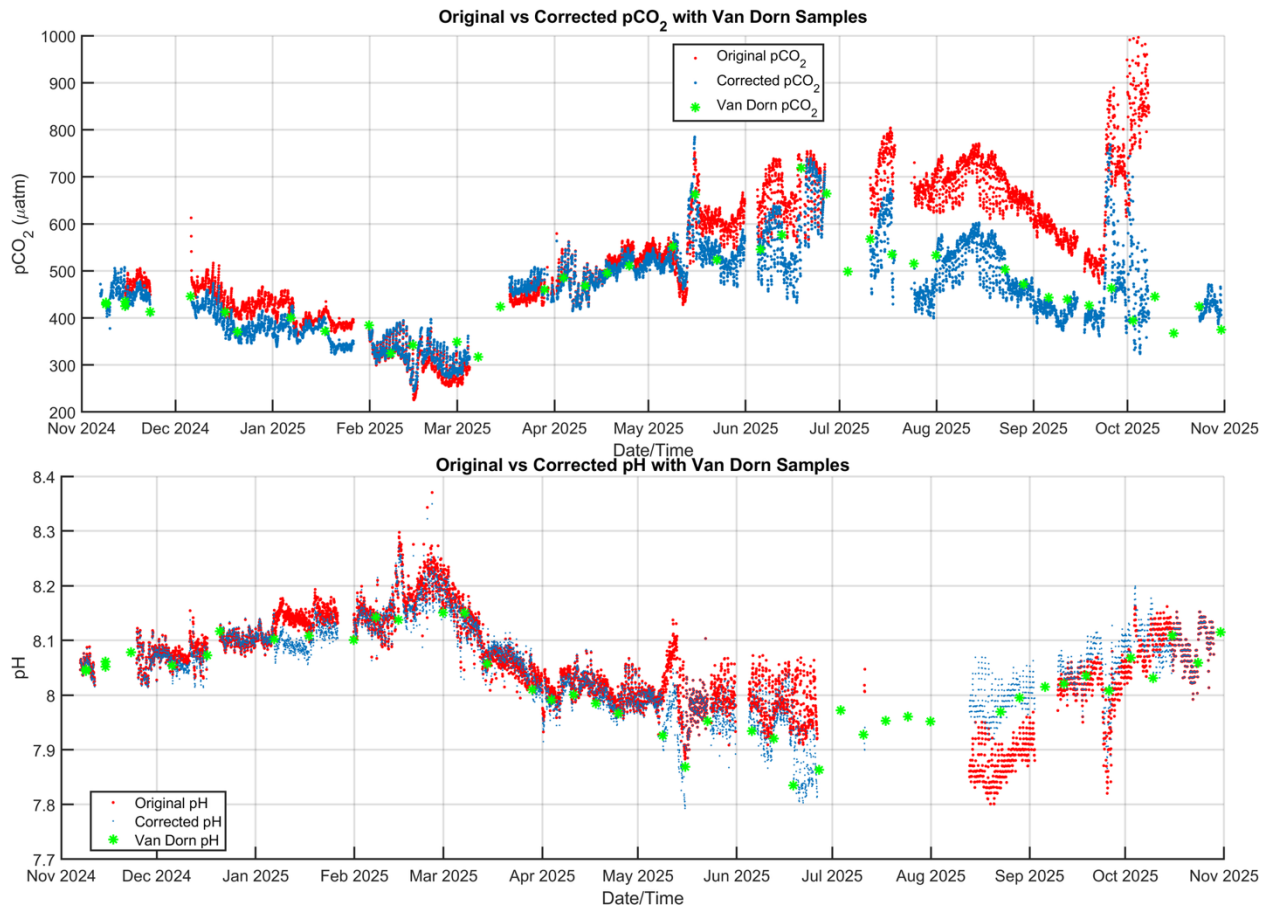 Original vs Corrected pCO₂ with Van Dorn Samples
1000
900
800
700
600
500
400
300
200
pCO₂ (µatm)
Original pCO₂
Corrected pCO₂
Van Dorn pCO₂
Nov 2024 Dec 2024 Jan 2025 Feb 2025 Mar 2025 Apr 2025 May 2025 Jun 2025 Jul 2025 Aug 2025 Sep 2025 Oct 2025 Nov 2025
Date/Time
Original vs Corrected pH with Van Dorn Samples
8.4
8.3
8.2
8.1
8
7.9
7.8
7.7
pH
Original pH
Corrected pH
Van Dorn pH
Nov 2024 Dec 2024 Jan 2025 Feb 2025 Mar 2025 Apr 2025 May 2025 Jun 2025 Jul 2025 Aug 2025 Sep 2025 Oct 2025 Nov 2025
Date/Time